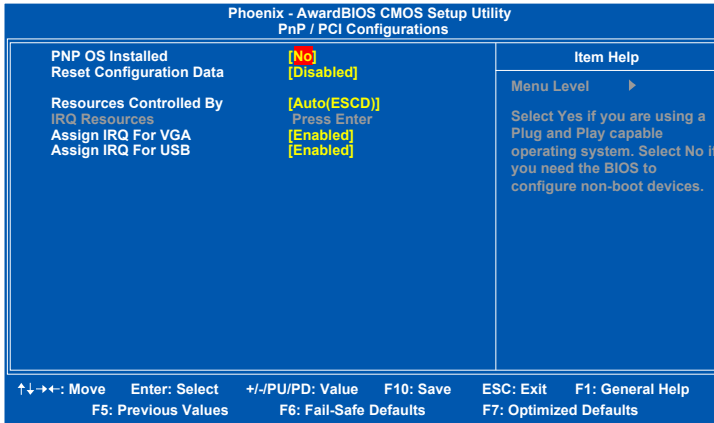 Phoenix - AwardBIOS CMOS Setup Utility
PnP / PCI Configurations
PNP OS Installed [No]
Reset Configuration Data [Disabled]
Resources Controlled By [Auto(ESCD)]
IRQ Resources Press Enter
Assign IRQ For VGA [Enabled]
Assign IRQ For USB [Enabled]
Item Help
Menu Level ▶
Select Yes if you are using a
Plug and Play capable
operating system. Select No if
you need the BIOS to
configure non-boot devices.
↑↓→←: Move Enter: Select +/-/PU/PD: Value F10: Save ESC: Exit F1: General Help
F5: Previous Values F6: Fail-Safe Defaults F7: Optimized Defaults